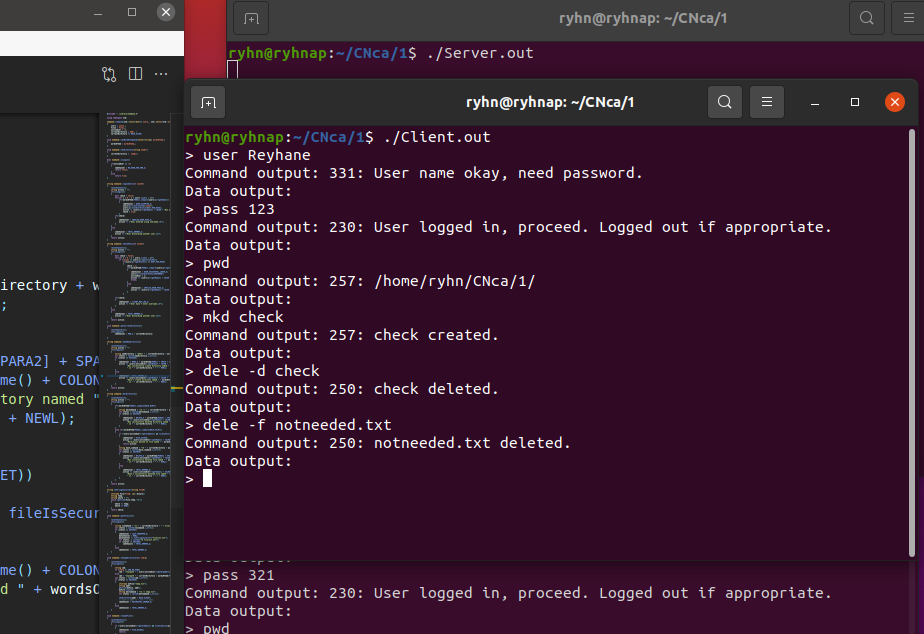 ryhn@ryhnap: ~/CNca/1
ryhn@ryhnap:~/CNca/1$ ./Server.out
ryhn@ryhnap: ~/CNca/1
ryhn@ryhnap:~/CNca/1$ ./Client.out
> user Reyhane
Command output: 331: User name okay, need password.
Data output:
> pass 123
Command output: 230: User logged in, proceed. Logged out if appropriate.
Data output:
> pwd
Command output: 257: /home/ryhn/CNca/1/
Data output:
> mkd check
Command output: 257: check created.
Data output:
> dele -d check
Command output: 250: check deleted.
Data output:
> dele -f notneeded.txt
Command output: 250: notneeded.txt deleted.
Data output:
>
> pass 321
Command output: 230: User logged in, proceed. Logged out if appropriate.
Data output:
> pwd
irectory + w
;
PARA2] + SPA
me() + COLON
tory named "
+ NEWL);
ET))
fileIsSecur
me() + COLON
d " + wordsO